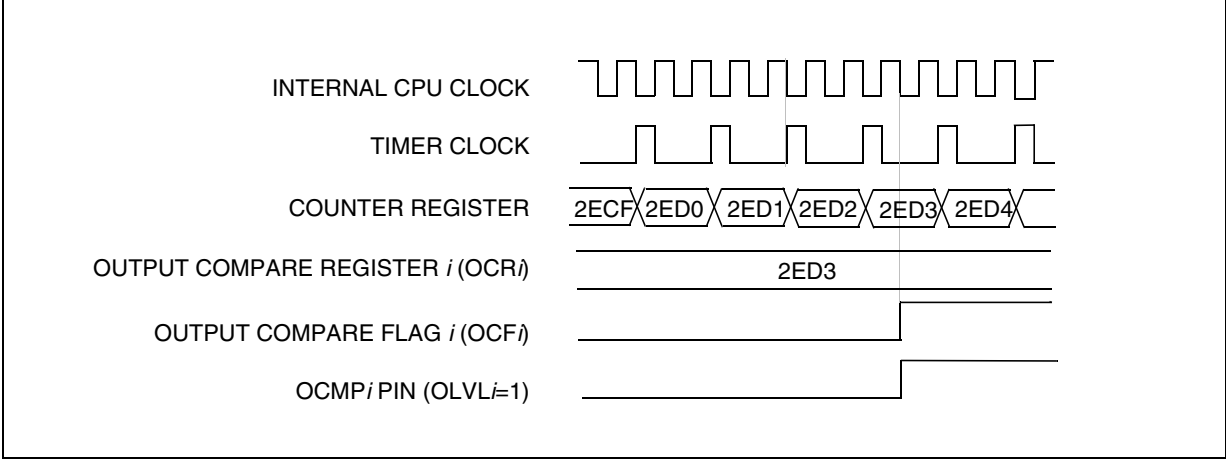 INTERNAL CPU CLOCK
TIMER CLOCK
COUNTER REGISTER 2ECF 2ED0 2ED1 2ED2 2ED3 2ED4
OUTPUT COMPARE REGISTER i (OCRi) 2ED3
OUTPUT COMPARE FLAG i (OCFi)
OCMPi PIN (OLVLi=1)